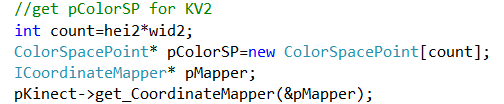 //get pColorSP for KV2
int count=hei2*wid2;
ColorSpacePoint* pColorSP=new ColorSpacePoint[count];
ICoordinateMapper* pMapper;
pKinect->get_CoordinateMapper(&pMapper);